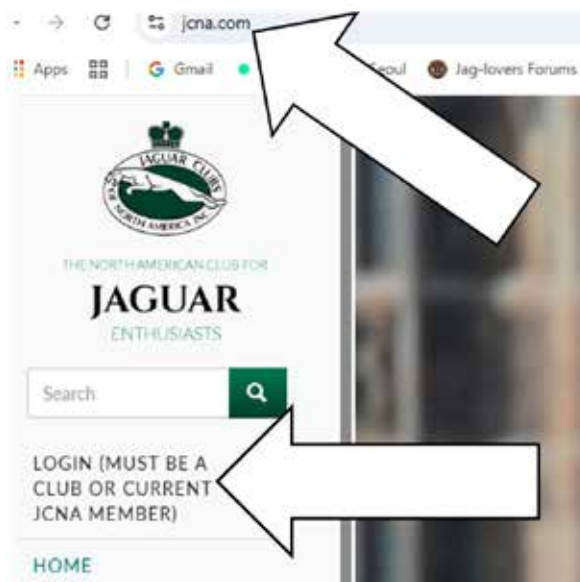 jcna.com
Apps
Gmail
Seoul
Jag-lovers Forums
JAGUAR CLUBS
OF NORTH AMERICA INC
THE NORTH AMERICAN CLUB FOR
JAGUAR
ENTHUSIASTS
Search
LOGIN (MUST BE A
CLUB OR CURRENT
JCNA MEMBER)
HOME